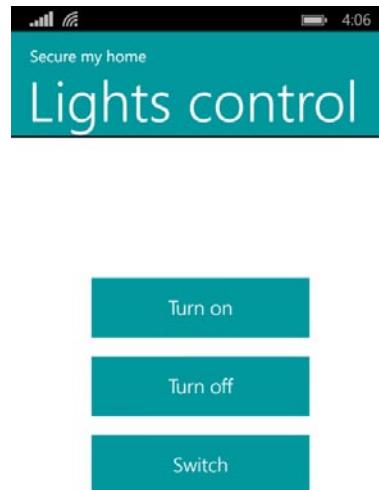 4:06
Secure my home
Lights control
Turn on
Turn off
Switch